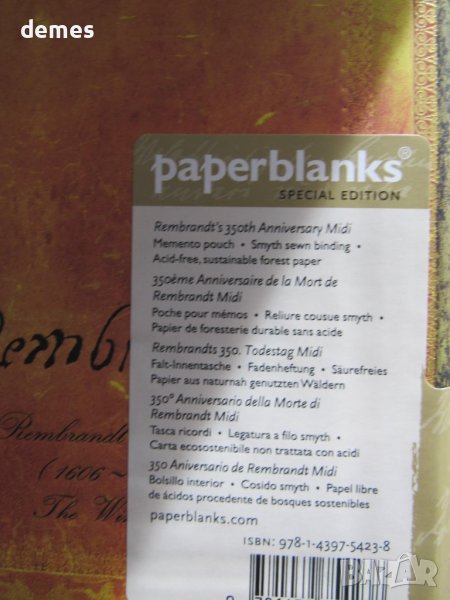 demes
paperblanks®
SPECIAL EDITION
Rembrandt's 350th Anniversary Midi
Memento pouch • Smyth sewn binding •
Acid-free, sustainable forest paper
350ème Anniversaire de la Mort de
Rembrandt Midi
Poche pour mémos • Reliure cousue smyth •
Papier de foresterie durable sans acide
Rembrandts 350. Todestag Midi
Falt-Innentasche • Fadenheftung • Säurefreies
Papier aus naturnah genutzten Wäldern
350° Anniversario della Morte di
Rembrandt Midi
Tasca ricordi • Legatura a filo smyth •
Carta ecosostenibile non trattata con acidi
350 Aniversario de Rembrandt Midi
Bolsillo interior • Cosido smyth • Papel libre
de ácidos procedente de bosques sostenibles
paperblanks.com
ISBN: 978-1-4397-5423-8
Rembrandt
(1606 ~
The
BAZAR